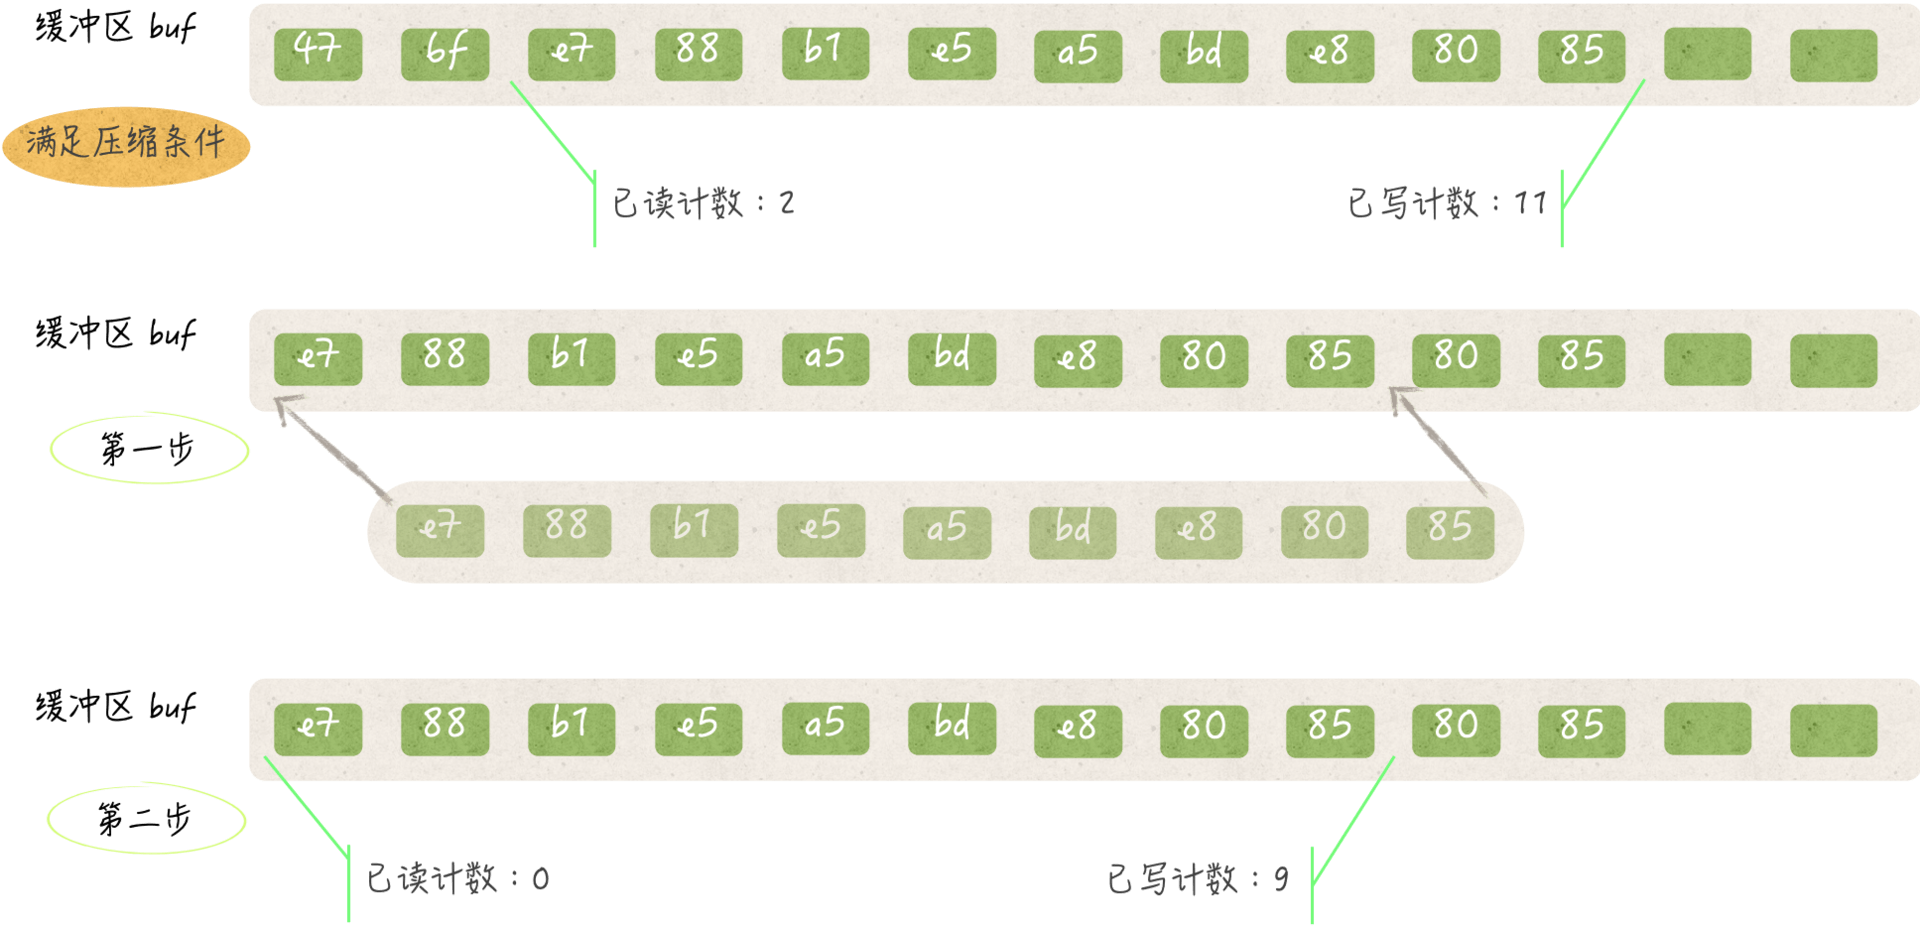 缓冲区 buf
47 6f e7 88 b1 e5 a5 bd e8 80 85
满足压缩条件
已读计数：2
已写计数：11
缓冲区 buf
e7 88 b1 e5 a5 bd e8 80 85 80 85
第一步
e7 88 b1 e5 a5 bd e8 80 85
缓冲区 buf
e7 88 b1 e5 a5 bd e8 80 85 80 85
第二步
已读计数：0
已写计数：9